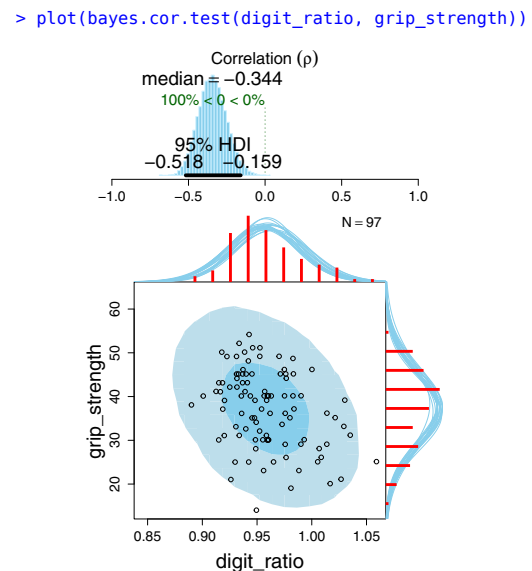 > plot(bayes.cor.test(digit_ratio, grip_strength))
Correlation (ρ)
median = −0.344
100% < 0 < 0%
95% HDI
−0.518 −0.159
−1.0 −0.5 0.0 0.5 1.0
N = 97
60
50
40
30
20
grip_strength
0.85 0.90 0.95 1.00 1.05
digit_ratio